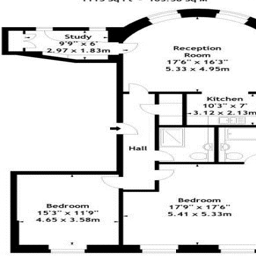 Study
9'9" x 6'
2.97 x 1.83m
Reception
Room
17'6" x 16'3"
5.33 x 4.95m
Kitchen
10'3" x 7'
3.12 x 2.13m
Hall
Bedroom
15'3" x 11'9"
4.65 x 3.58m
Bedroom
17'9" x 17'6"
5.41 x 5.33m